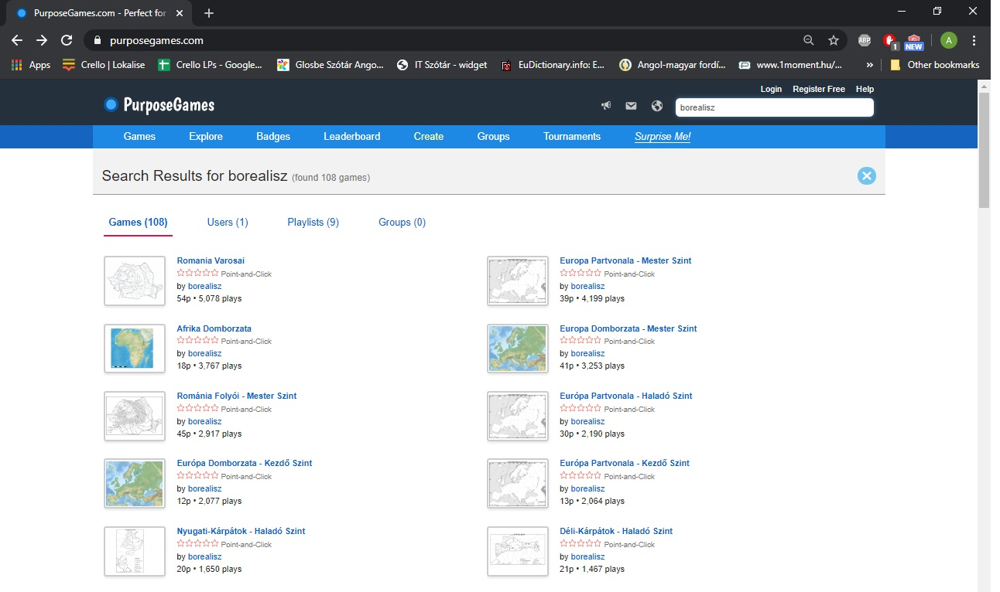 PurposeGames.com - Perfect for
purposegames.com
ABP
1
NEW
A
Apps
Crello | Lokalise
Crello LPs - Google...
Glosbe Szótár Ango...
IT Szótár - widget
EuDictionary.info: E...
Angol-magyar fordí...
www.1moment.hu/...
»
Other bookmarks
Login Register Free Help
PurposeGames
borealisz
Games Explore Badges Leaderboard Create Groups Tournaments Surprise Me!
Search Results for borealisz (found 108 games)
Games (108) Users (1) Playlists (9) Groups (0)
Romania Varosai
Point-and-Click
by borealisz
54p • 5,078 plays
Europa Partvonala - Mester Szint
Point-and-Click
by borealisz
39p • 4,199 plays
Afrika Domborzata
Point-and-Click
by borealisz
18p • 3,767 plays
Europa Domborzata - Mester Szint
Point-and-Click
by borealisz
41p • 3,253 plays
Románia Folyói - Mester Szint
Point-and-Click
by borealisz
45p • 2,917 plays
Európa Partvonala - Haladó Szint
Point-and-Click
by borealisz
30p • 2,190 plays
Európa Domborzata - Kezdő Szint
Point-and-Click
by borealisz
12p • 2,077 plays
Európa Partvonala - Kezdő Szint
Point-and-Click
by borealisz
13p • 2,064 plays
Nyugati-Kárpátok - Haladó Szint
Point-and-Click
by borealisz
20p • 1,650 plays
Déli-Kárpátok - Haladó Szint
Point-and-Click
by borealisz
21p • 1,467 plays